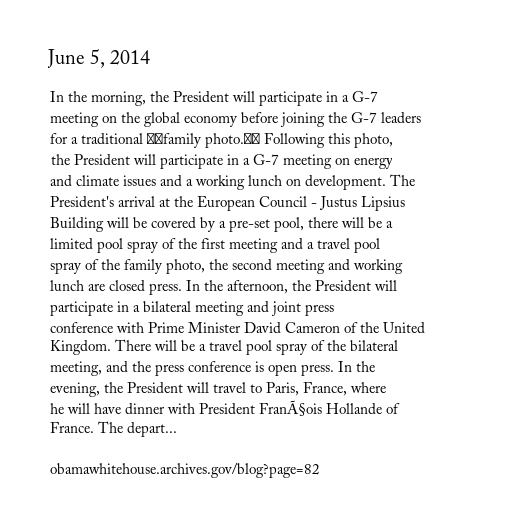 June 5, 2014
In the morning, the President will participate in a G-7
meeting on the global economy before joining the G-7 leaders
for a traditional family photo. Following this photo,
the President will participate in a G-7 meeting on energy
and climate issues and a working lunch on development. The
President's arrival at the European Council - Justus Lipsius
Building will be covered by a pre-set pool, there will be a
limited pool spray of the first meeting and a travel pool
spray of the family photo, the second meeting and working
lunch are closed press. In the afternoon, the President will
participate in a bilateral meeting and joint press
conference with Prime Minister David Cameron of the United
Kingdom. There will be a travel pool spray of the bilateral
meeting, and the press conference is open press. In the
evening, the President will travel to Paris, France, where
he will have dinner with President FranÃ§ois Hollande of
France. The depart...
obamawhitehouse.archives.gov/blog?page=82